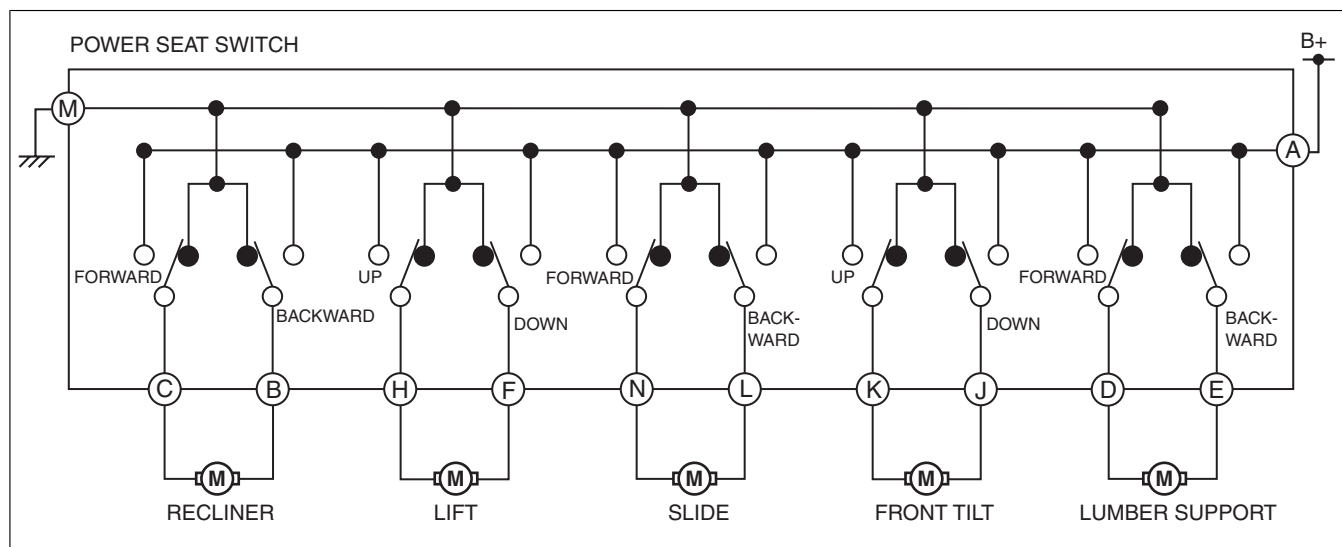 POWER SEAT SWITCH
B+
M
A
FORWARD
BACKWARD
UP
DOWN
FORWARD
BACK-
WARD
UP
DOWN
FORWARD
BACK-
WARD
C B H F N L K J D E
M M M M M
RECLINER LIFT SLIDE FRONT TILT LUMBER SUPPORT